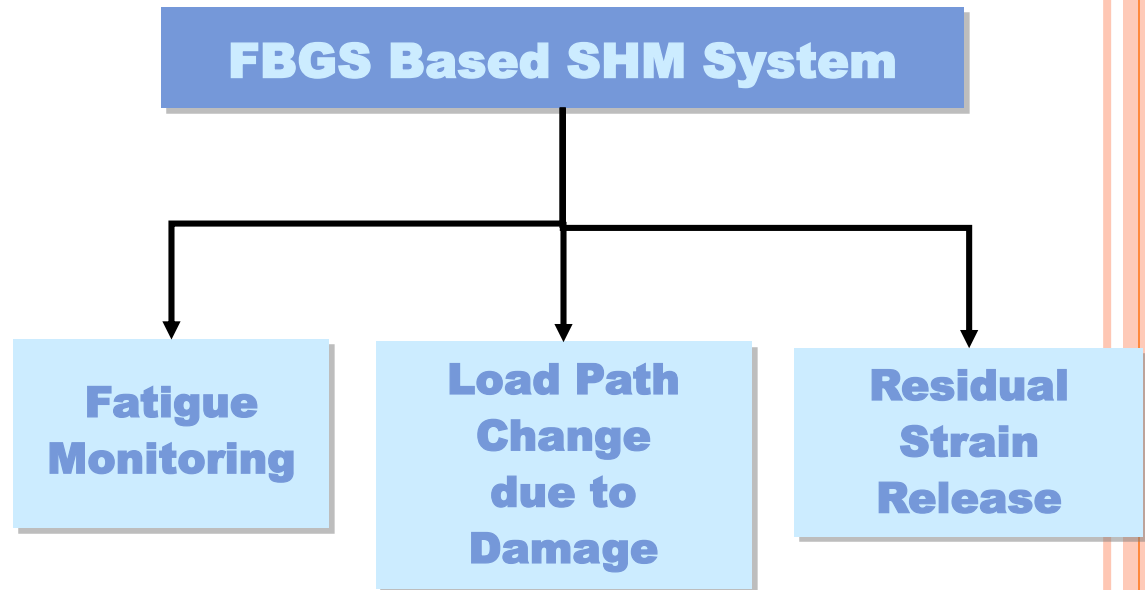 FBGS Based SHM System
Fatigue
Monitoring
Load Path
Change
due to
Damage
Residual
Strain
Release